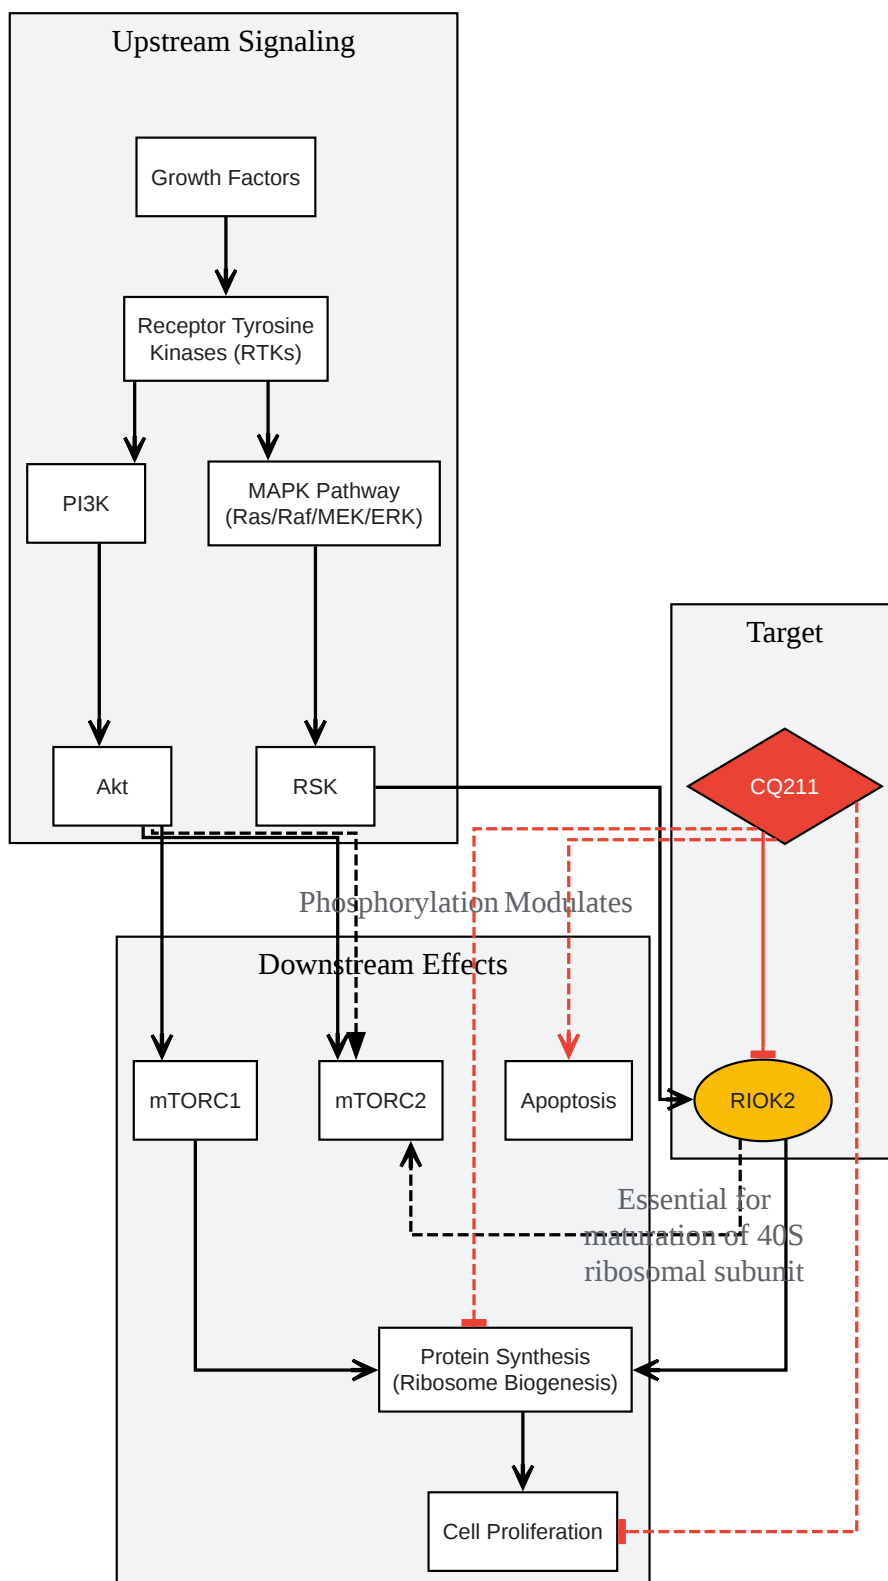 Upstream Signaling
Growth Factors
Receptor Tyrosine
Kinases (RTKs)
PI3K
MAPK Pathway
(Ras/Raf/MEK/ERK)
Target
Akt
RSK
CQ211
Phosphorylation
Modulates
Downstream Effects
mTORC1
mTORC2
Apoptosis
RIOK2
Essential for
maturation of 40S
ribosomal subunit
Protein Synthesis
(Ribosome Biogenesis)
Cell Proliferation